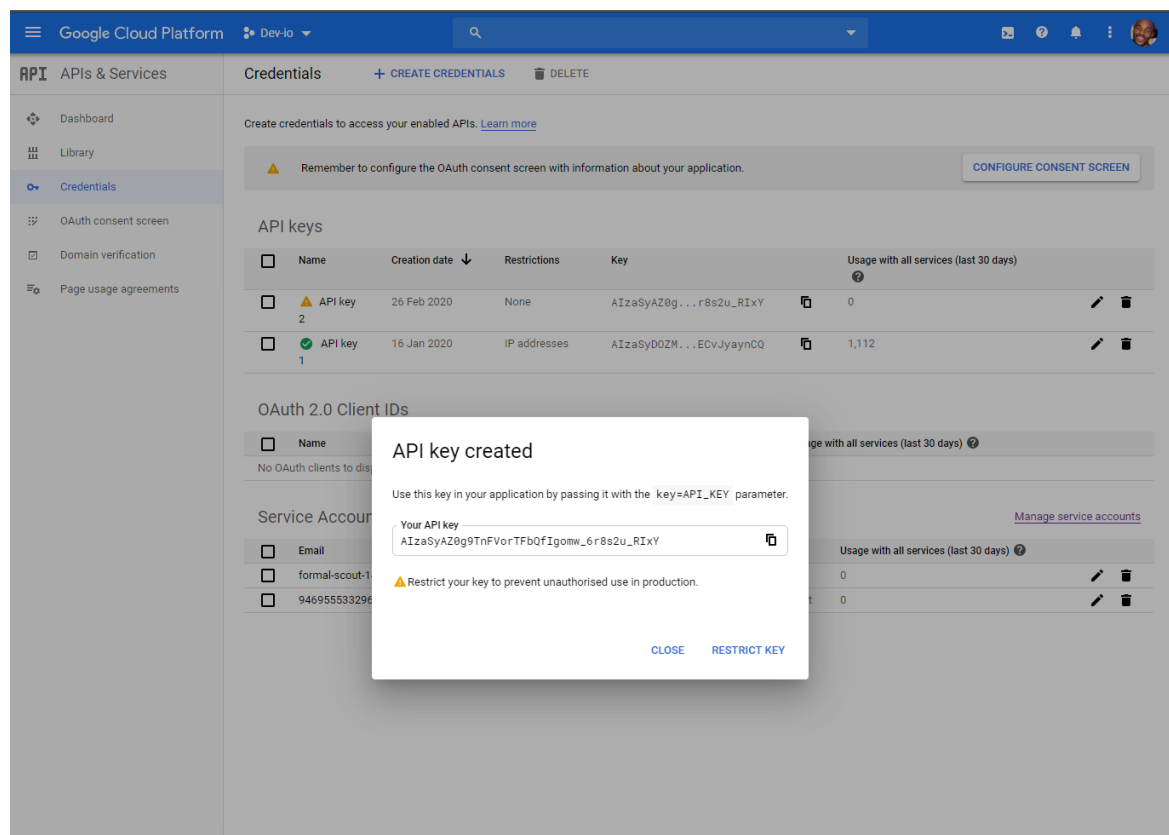 Google Cloud Platform Dev-io
API APIs & Services
Credentials + CREATE CREDENTIALS DELETE
Dashboard
Library
Credentials
OAuth consent screen
Domain verification
Page usage agreements
Create credentials to access your enabled APIs. Learn more
Remember to configure the OAuth consent screen with information about your application. CONFIGURE CONSENT SCREEN
API keys
Name Creation date Restrictions Key Usage with all services (last 30 days)
API key 2 26 Feb 2020 None AIzaSyAZ0g...r8s2u_RIxY 0
API key 1 16 Jan 2020 IP addresses AIzaSyDOZM...ECvJyaynCQ 1,112
OAuth 2.0 Client IDs
Name with all services (last 30 days)
No OAuth clients to
Service Manage service accounts
Email Usage with all services (last 30 days)
formal-scout-1 0
946955533296 0
API key created
Use this key in your application by passing it with the key=API_KEY parameter.
Your API key
AIzaSyAZ0g9TnFVorTFbQfIgomw_6r8s2u_RIxY
Restrict your key to prevent unauthorised use in production.
CLOSE RESTRICT KEY